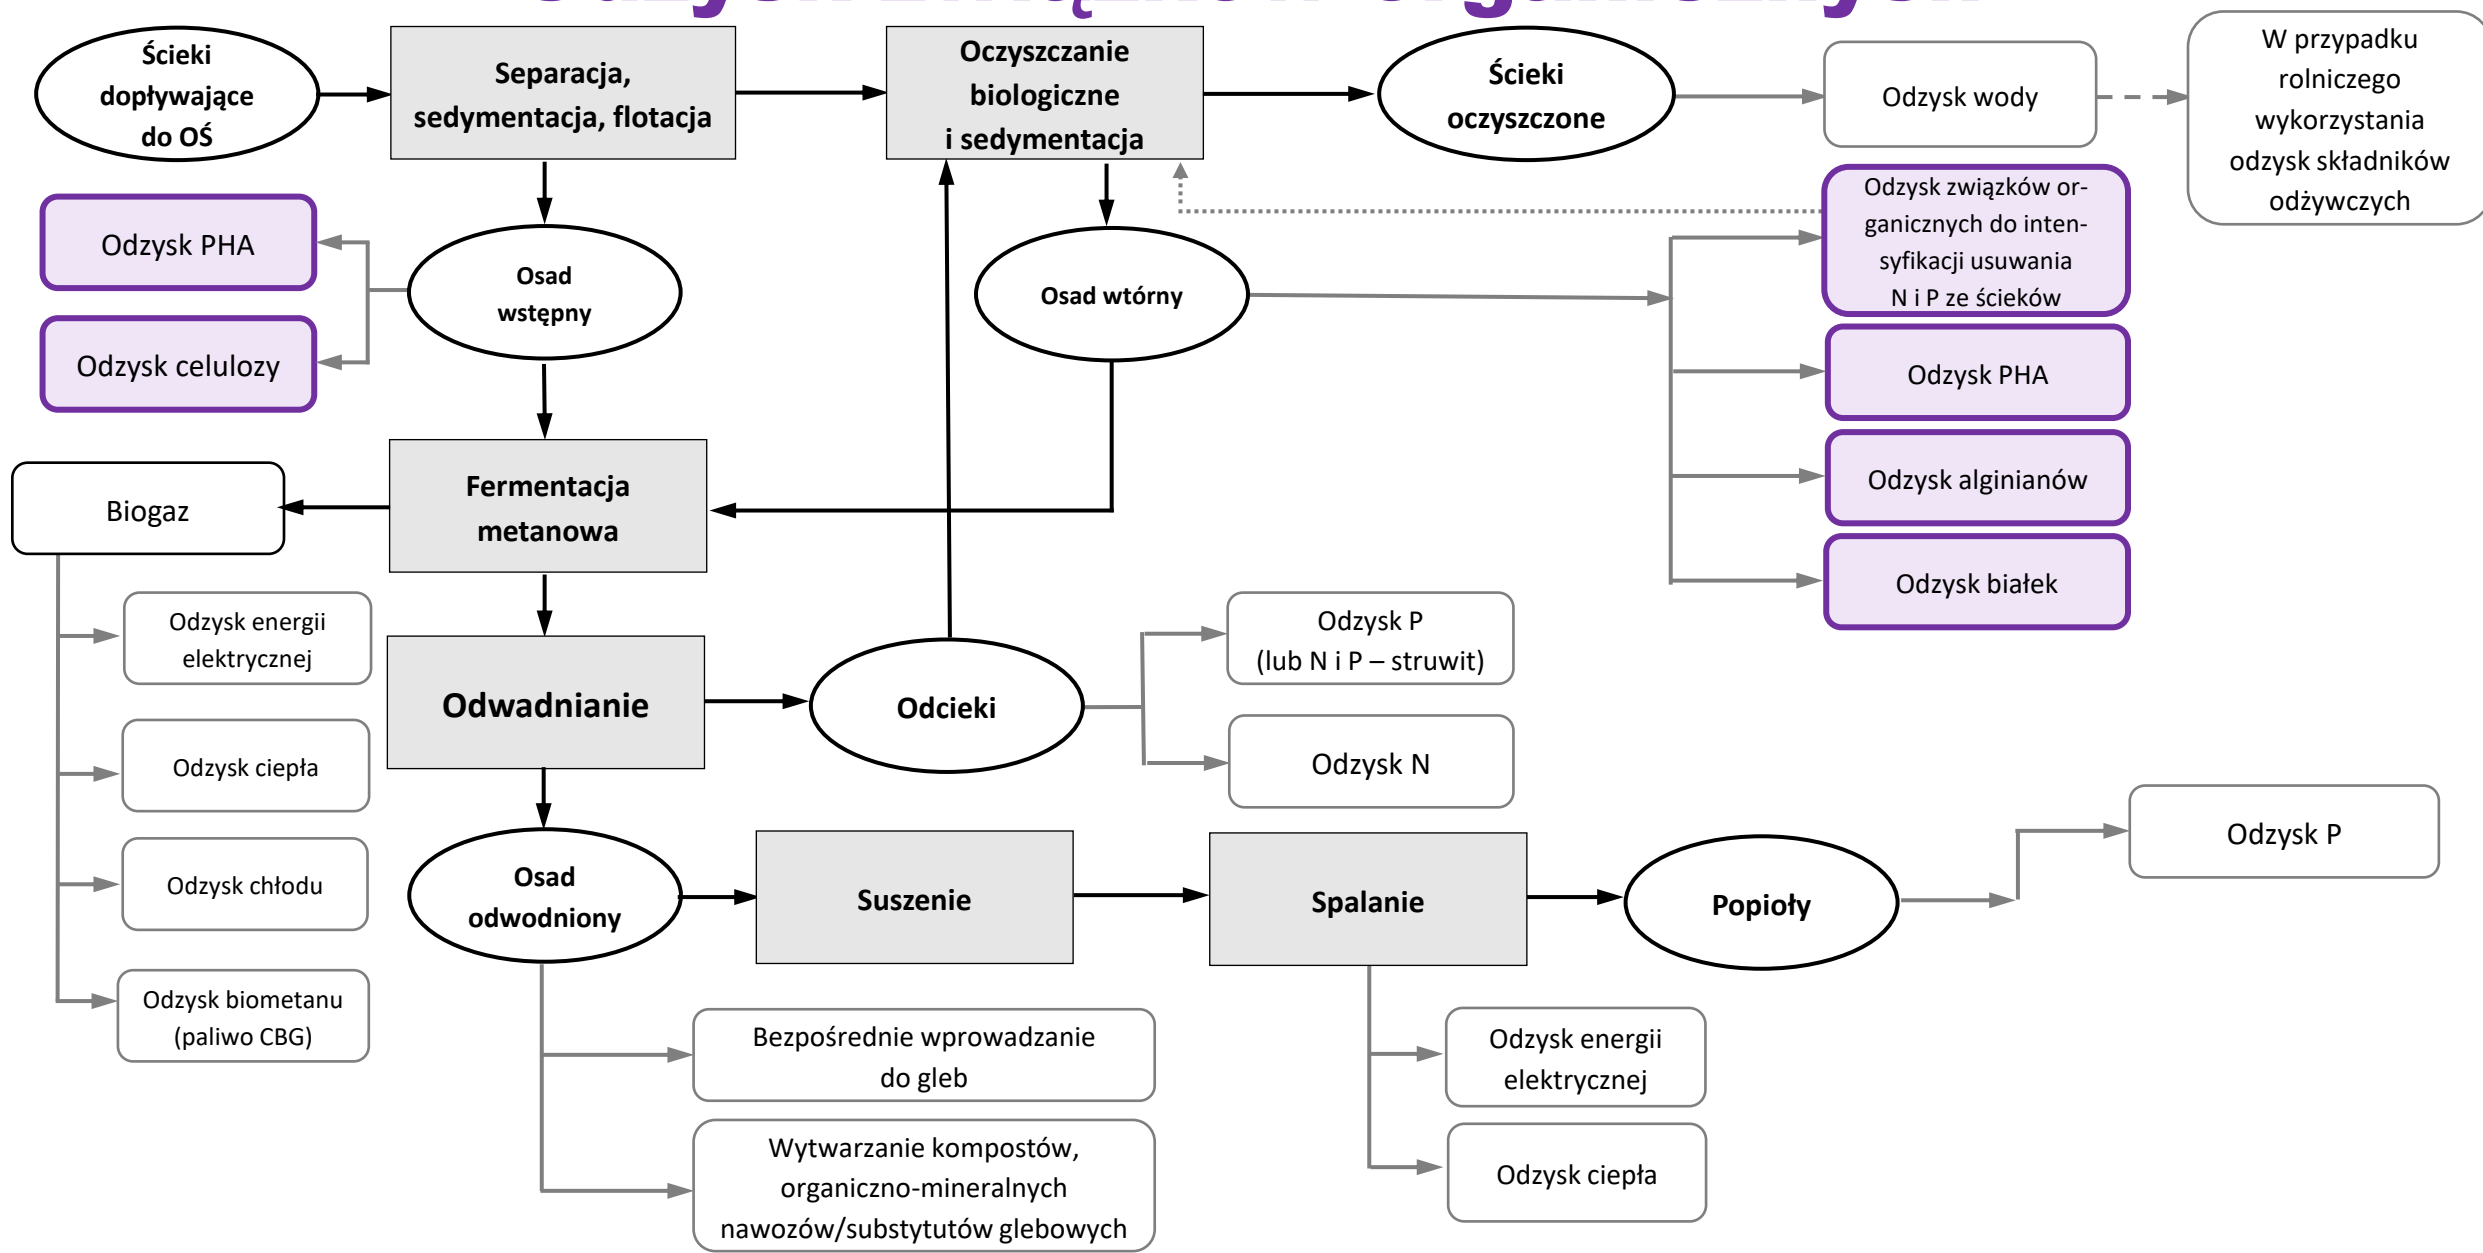 Odzysk związków organicznych
Ścieki
dopływające
do OŚ
Separacja,
sedymentacja, flotacja
Oczyszczanie
biologiczne
i sedymentacja
Ścieki
oczyszczone
Odzysk wody
W przypadku
rolniczego
wykorzystania
odzysk składników
odżywczych
Odzysk PHA
Odzysk celulozy
Osad
wstępny
Osad wtórny
Odzysk związków or-
ganicznych do inten-
syfikacji usuwania
N i P ze ścieków
Odzysk PHA
Odzysk alginianów
Odzysk białek
Fermentacja
metanowa
Biogaz
Odzysk energii
elektrycznej
Odzysk ciepła
Odzysk chłodu
Odzysk biometanu
(paliwo CBG)
Odwadnianie
Odcieki
Odzysk P
(lub N i P – struwit)
Odzysk N
Osad
odwodniony
Suszenie
Spalanie
Popioły
Odzysk P
Bezpośrednie wprowadzanie
do gleb
Wytwarzanie kompostów,
organiczno-mineralnych
nawozów/substytutów glebowych
Odzysk energii
elektrycznej
Odzysk ciepła